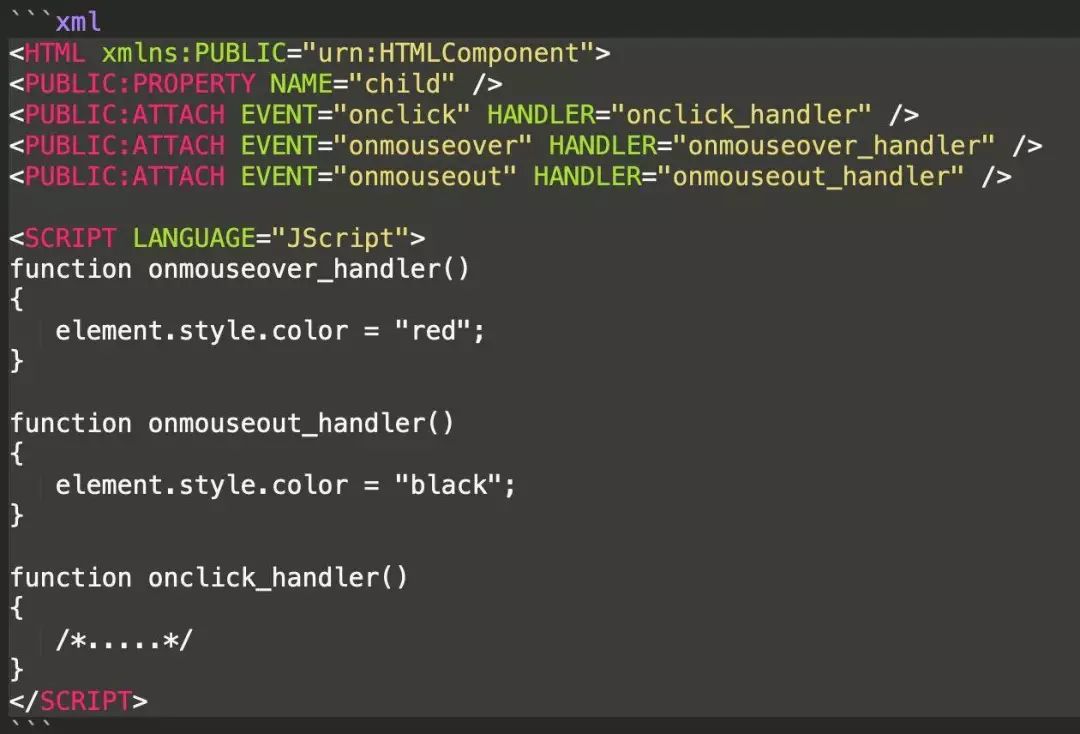 ```xml
<HTML xmlns:PUBLIC="urn:HTMLComponent">
<PUBLIC:PROPERTY NAME="child" />
<PUBLIC:ATTACH EVENT="onclick" HANDLER="onclick_handler" />
<PUBLIC:ATTACH EVENT="onmouseover" HANDLER="onmouseover_handler" />
<PUBLIC:ATTACH EVENT="onmouseout" HANDLER="onmouseout_handler" />

<SCRIPT LANGUAGE="JScript">
function onmouseover_handler()
{
   element.style.color = "red";
}

function onmouseout_handler()
{
   element.style.color = "black";
}

function onclick_handler()
{
   /*.....*/
}
</SCRIPT>
```